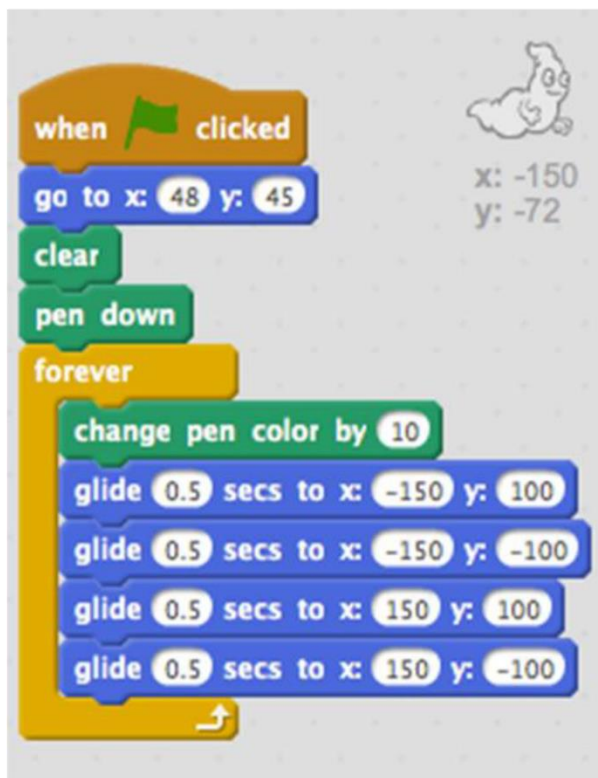 when clicked
go to x: 48 y: 45
x: -150
y: -72
clear
pen down
forever
change pen color by 10
glide 0.5 secs to x: -150 y: 100
glide 0.5 secs to x: -150 y: -100
glide 0.5 secs to x: 150 y: 100
glide 0.5 secs to x: 150 y: -100